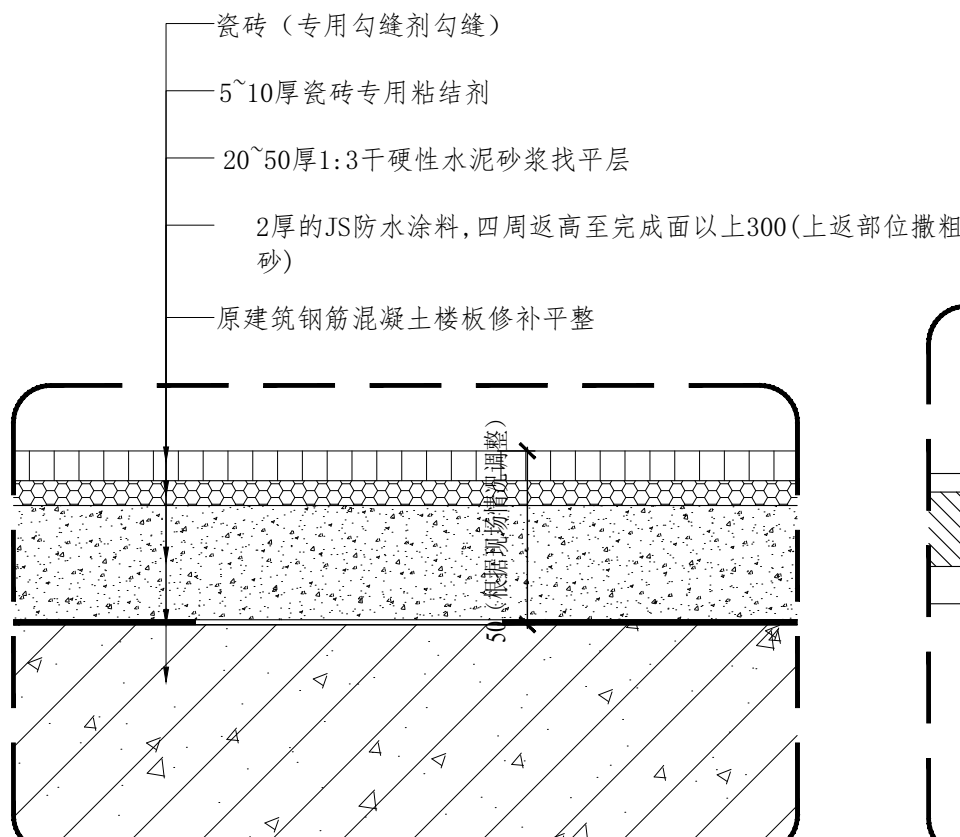 瓷砖（专用勾缝剂勾缝）
5~10厚瓷砖专用粘结剂
20~50厚1:3干硬性水泥砂浆找平层
2厚的JS防水涂料,四周返高至完成面以上300(上返部位撒粗
砂)
原建筑钢筋混凝土楼板修补平整
50（根据现场情况调整）